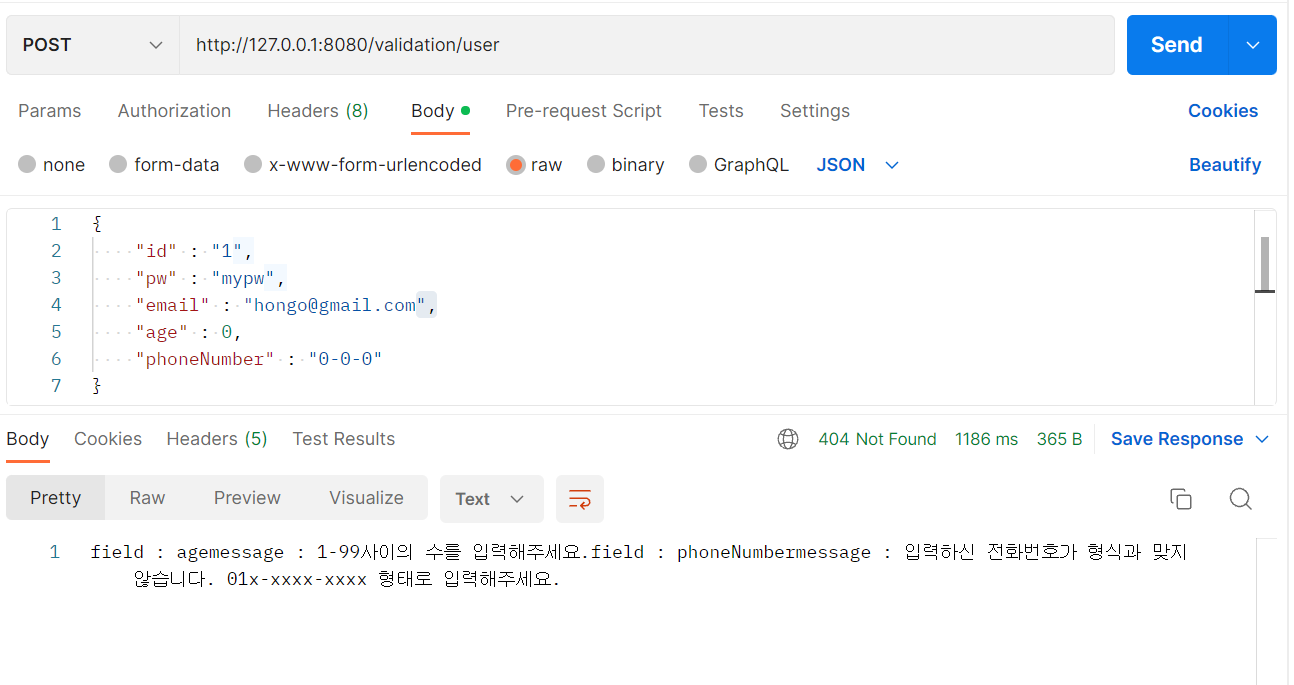 POST http://127.0.0.1:8080/validation/user Send
Params Authorization Headers (8) Body Pre-request Script Tests Settings Cookies
none form-data x-www-form-urlencoded raw binary GraphQL JSON Beautify
1 {
2 "id" : "1",
3 "pw" : "mypw",
4 "email" : "hongo@gmail.com",
5 "age" : 0,
6 "phoneNumber" : "0-0-0"
7 }
Body Cookies Headers (5) Test Results 404 Not Found 1186 ms 365 B Save Response
Pretty Raw Preview Visualize Text
1 field : agemessage : 1-99사이의 수를 입력해주세요.field : phoneNumbermessage : 입력하신 전화번호가 형식과 맞지
않습니다. 01x-xxxx-xxxx 형태로 입력해주세요.